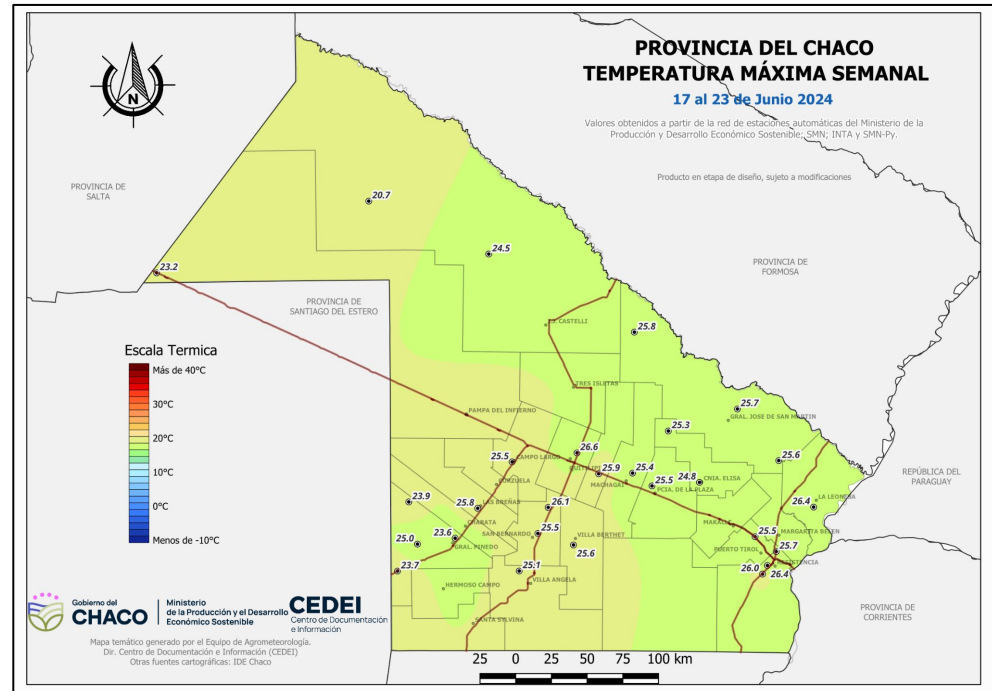 PROVINCIA DEL CHACO
TEMPERATURA MÁXIMA SEMANAL
17 al 23 de Junio 2024
Valores obtenidos a partir de la red de estaciones automáticas del Ministerio de la
Producción y Desarrollo Económico Sostenible; SMN; INTA y SMN-Py.
Producto en etapa de diseño, sujeto a modificaciones
N
PROVINCIA DE
SALTA
20.7
24.5
23.2
PROVINCIA DE
FORMOSA
PROVINCIA DE
SANTIAGO DEL ESTERO
J.J. CASTELLI
25.8
Escala Termica
Más de 40°C
30°C
20°C
10°C
0°C
Menos de -10°C
TRES ISLETAS
PAMPA DEL INFIERNO
25.7
GRAL. JOSE DE SAN MARTIN
25.3
26.6
25.5
CAMPO LARGO
QUITILIPI
25.9
25.4
MACHAGAI
24.8
CNIA. ELISA
25.5
PCIA. DE LA PLAZA
25.6
REPÚBLICA DEL
PARAGUAY
CORZUELA
23.9
25.8
LAS BREÑAS
26.1
26.4
LA LEONESA
CHARATA
23.6
GRAL. PINEDO
25.0
25.5
SAN BERNARDO
VILLA BERTHET
25.6
MAKALLE
25.5
MARGARITA BELEN
25.7
PUERTO TIROL
RESISTENCIA
26.0
26.4
23.7
25.1
VILLA ANGELA
HERMOSO CAMPO
SANTA SYLVINA
PROVINCIA DE
CORRIENTES
Gobierno del
CHACO
Ministerio
de la Producción y el Desarrollo
Económico Sostenible
CEDEI
Centro de Documentación
e Información
Mapa temático generado por el Equipo de Agrometeorología.
Dir. Centro de Documentación e Información (CEDEI)
Otras fuentes cartográficas: IDE Chaco
25 0 25 50 75 100 km